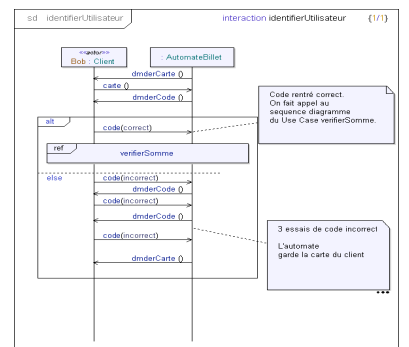 sd identifierUtilisateur
interaction identifierUtilisateur {1/1}
«actor»
Bob : Client
: AutomateBillet
dmderCarte ()
carte ()
dmderCode ()
Code rentré correct.
On fait appel au
sequence diagramme
du Use Case verifierSomme.
alt
code(correct)
ref
verifierSomme
else
code(incorrect)
dmderCode ()
code(incorrect)
dmderCode ()
code(incorrect)
3 essais de code incorrect
L'automate
garde la carte du client
dmderCarte ()